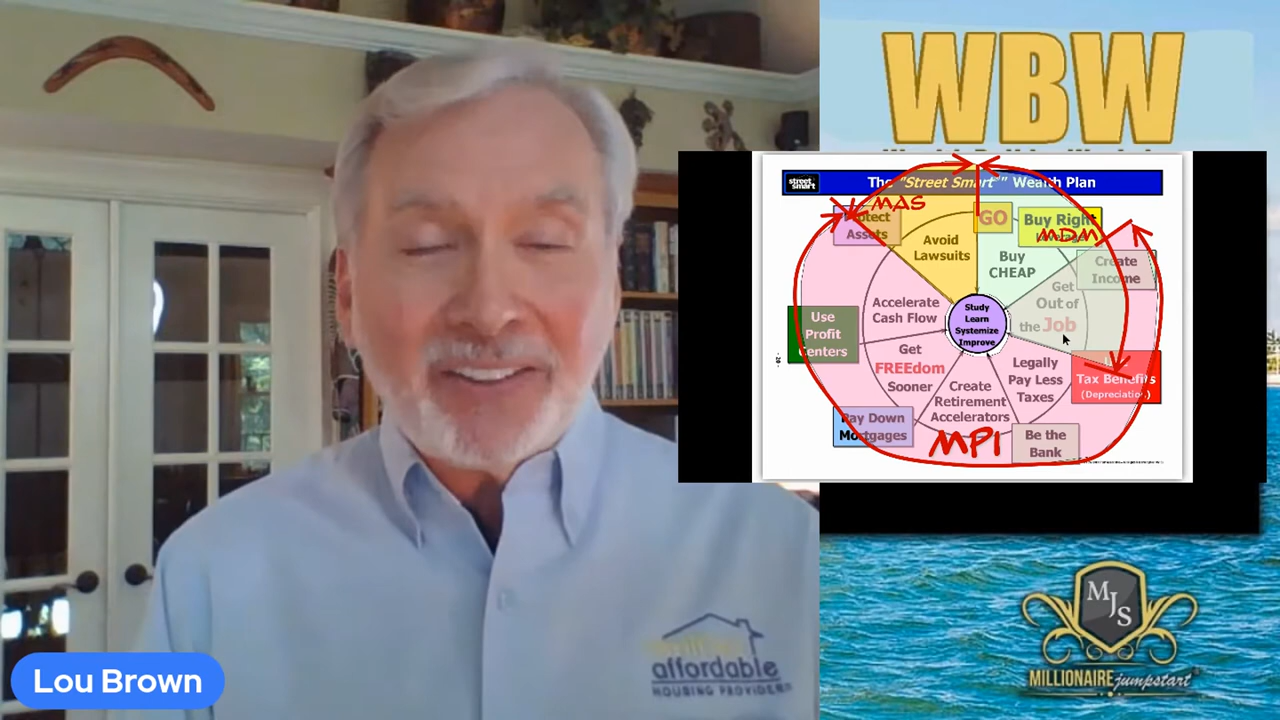 WBW
street
smart
The "Street Smart" Wealth Plan
MAS
GO
Buy Right
MDM
Assets
Avoid
Lawsuits
Buy
CHEAP
Create
Income
Get
Out of
the Job
Accelerate
Cash Flow
Study
Learn
Systemize
Improve
Use
Profit
Centers
Get
FREEdom
Sooner
Legally
Pay Less
Taxes
Tax Benefits
(Depreciation)
Create
Retirement
Accelerators
Pay Down
Mortgages
MPI
Be the
Bank
MJS
MILLIONAIRE jumpstart
affordable
HOUSING PROVIDER
Lou Brown